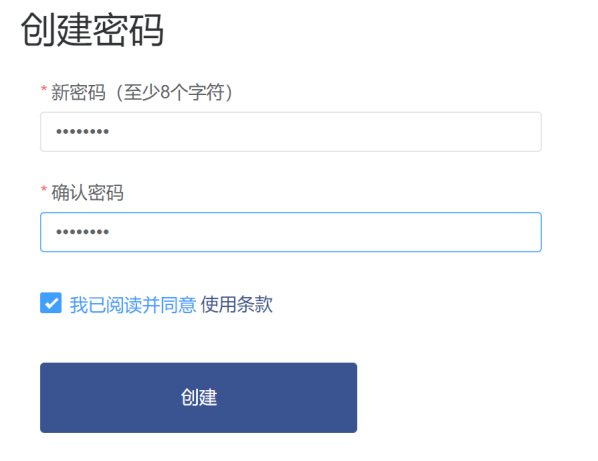 创建密码
* 新密码（至少8个字符）
••••••••
* 确认密码
••••••••
我已阅读并同意 使用条款
创建